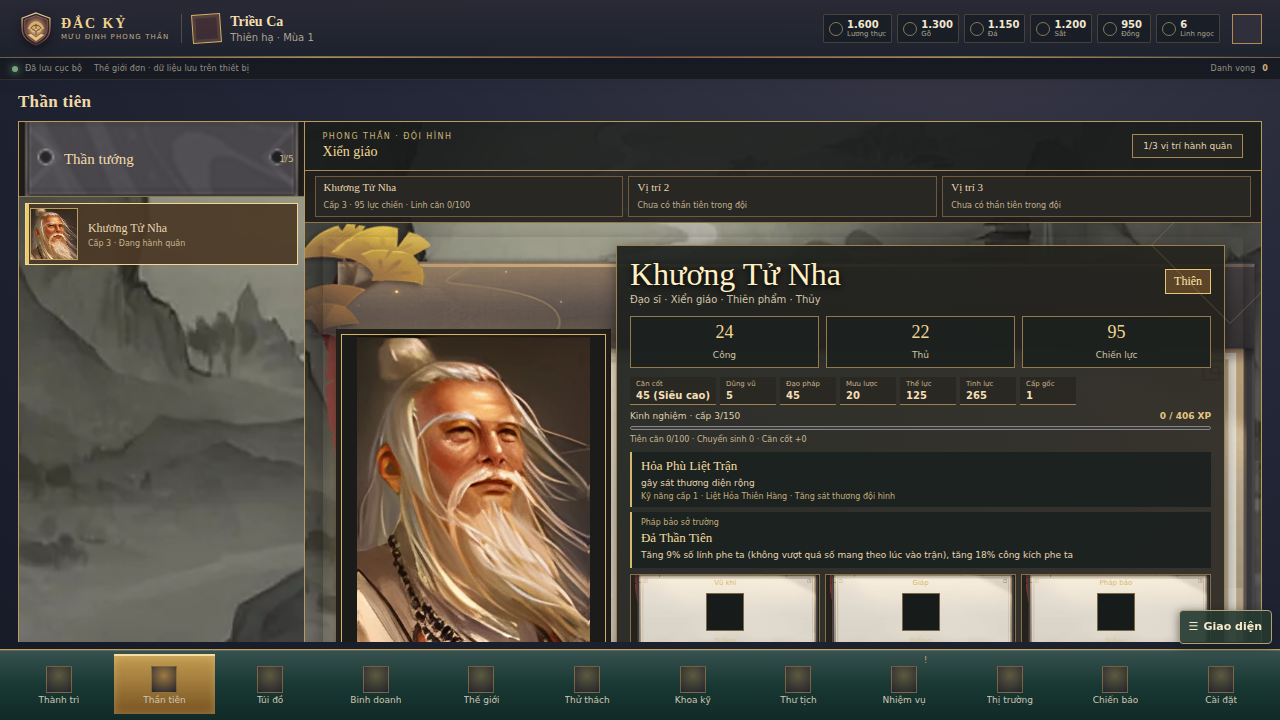 ĐẮC KỶ
MƯU ĐỊNH PHONG THẦN
Triều Ca
Thiên hạ · Mùa 1
1.600
Lương thực
1.300
Gỗ
1.150
Đá
1.200
Sắt
950
Đồng
6
Linh ngọc
Đã lưu cục bộ
Thế giới đơn · dữ liệu lưu trên thiết bị
Danh vọng 0
Thần tiên
Thần tướng
1/5
Khương Tử Nha
Cấp 3 · Đang hành quân
PHONG THẦN · ĐỘI HÌNH
Xiển giáo
1/3 vị trí hành quân
Khương Tử Nha
Cấp 3 · 95 lực chiến · Linh căn 0/100
Vị trí 2
Chưa có thần tiên trong đội
Vị trí 3
Chưa có thần tiên trong đội
Khương Tử Nha
Đạo sĩ · Xiển giáo · Thiên phẩm · Thủy
Thiên
24
Công
22
Thủ
95
Chiến lực
Căn cốt
45 (Siêu cao)
Dũng vũ
5
Đạo pháp
45
Mưu lược
20
Thể lực
125
Tinh lực
265
Cấp gốc
1
Kinh nghiệm · cấp 3/150
0 / 406 XP
Tiên căn 0/100 · Chuyển sinh 0 · Căn cốt +0
Hỏa Phù Liệt Trận
gây sát thương diện rộng
Kỹ năng cấp 1 · Liệt Hỏa Thiên Hàng · Tăng sát thương đội hình
Pháp bảo sở trường
Đả Thần Tiên
Tăng 9% số lính phe ta (không vượt quá số mang theo lúc vào trận), tăng 18% công kích phe ta
Vũ khí
Giáp
Pháp bảo
☰ Giao diện
Thành trì
Thần tiên
Túi đồ
Binh doanh
Thế giới
Thử thách
Khoa kỹ
Thư tịch
!
Nhiệm vụ
Thị trường
Chiến báo
Cài đặt